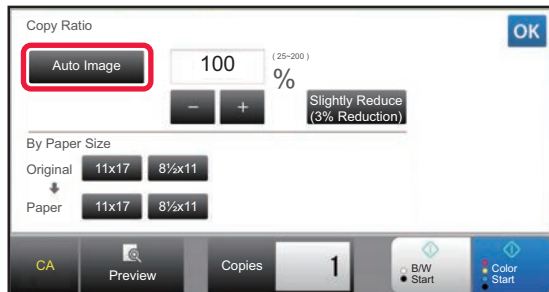 Copy Ratio
OK
Auto Image
100
(25~200)
%
− +
Slightly Reduce
(3% Reduction)
By Paper Size
Original 11x17 8½x11
Paper 11x17 8½x11
CA
Preview
Copies
1
B/W
Start
Color
Start